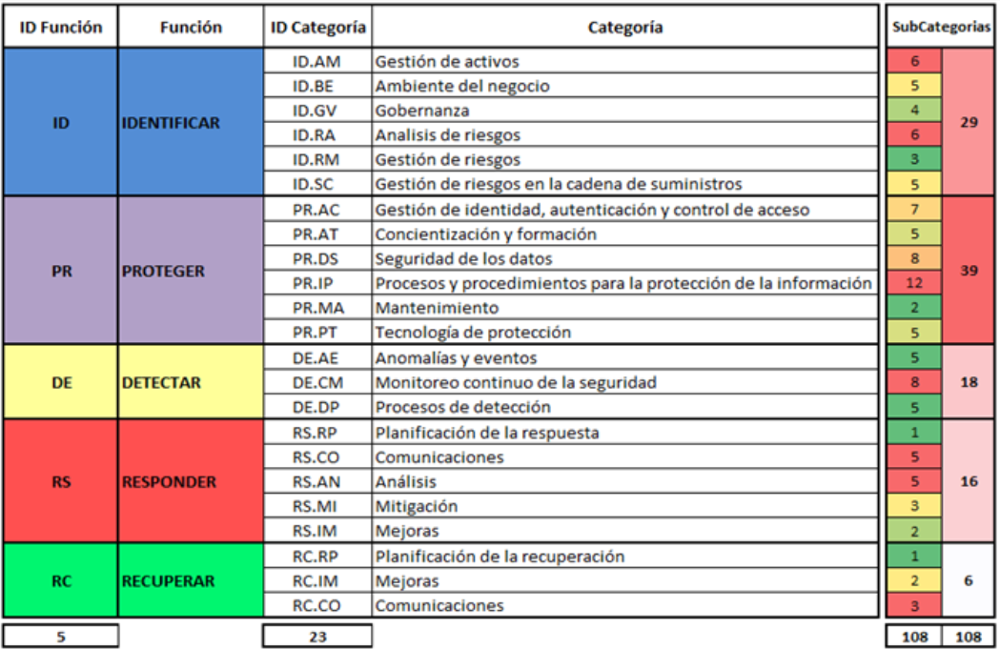 ID Función Función ID Categoría Categoría SubCategorias
ID.AM Gestión de activos 6
ID.BE Ambiente del negocio 5
ID.GV Gobernanza 4
ID IDENTIFICAR 29
ID.RA Analisis de riesgos 6
ID.RM Gestión de riesgos 3
ID.SC Gestión de riesgos en la cadena de suministros 5
PR.AC Gestión de identidad, autenticación y control de acceso 7
PR.AT Concientización y formación 5
PR.DS Seguridad de los datos 8
PR PROTEGER 39
PR.IP Procesos y procedimientos para la protección de la información 12
PR.MA Mantenimiento 2
PR.PT Tecnología de protección 5
DE.AE Anomalías y eventos 5
DE DETECTAR DE.CM Monitoreo continuo de la seguridad 8 18
DE.DP Procesos de detección 5
RS.RP Planificación de la respuesta 1
RS.CO Comunicaciones 5
RS RESPONDER RS.AN Análisis 5 16
RS.MI Mitigación 3
RS.IM Mejoras 2
RC.RP Planificación de la recuperación 1
RC RECUPERAR RC.IM Mejoras 2 6
RC.CO Comunicaciones 3
5 23 108 108